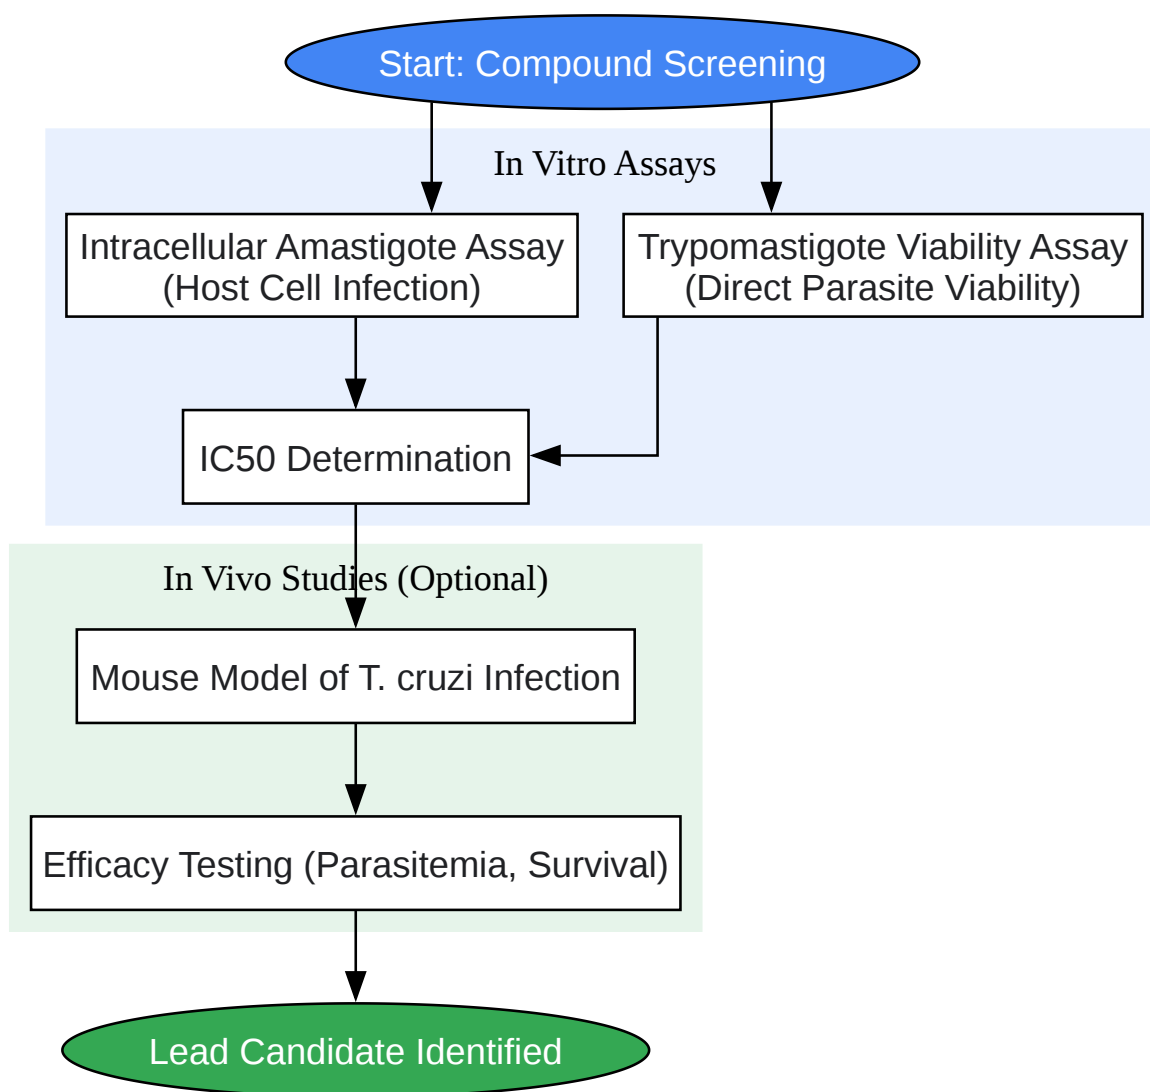 Start: Compound Screening
In Vitro Assays
Intracellular Amastigote Assay
(Host Cell Infection)
Trypomastigote Viability Assay
(Direct Parasite Viability)
IC50 Determination
In Vivo Studies (Optional)
Mouse Model of T. cruzi Infection
Efficacy Testing (Parasitemia, Survival)
Lead Candidate Identified